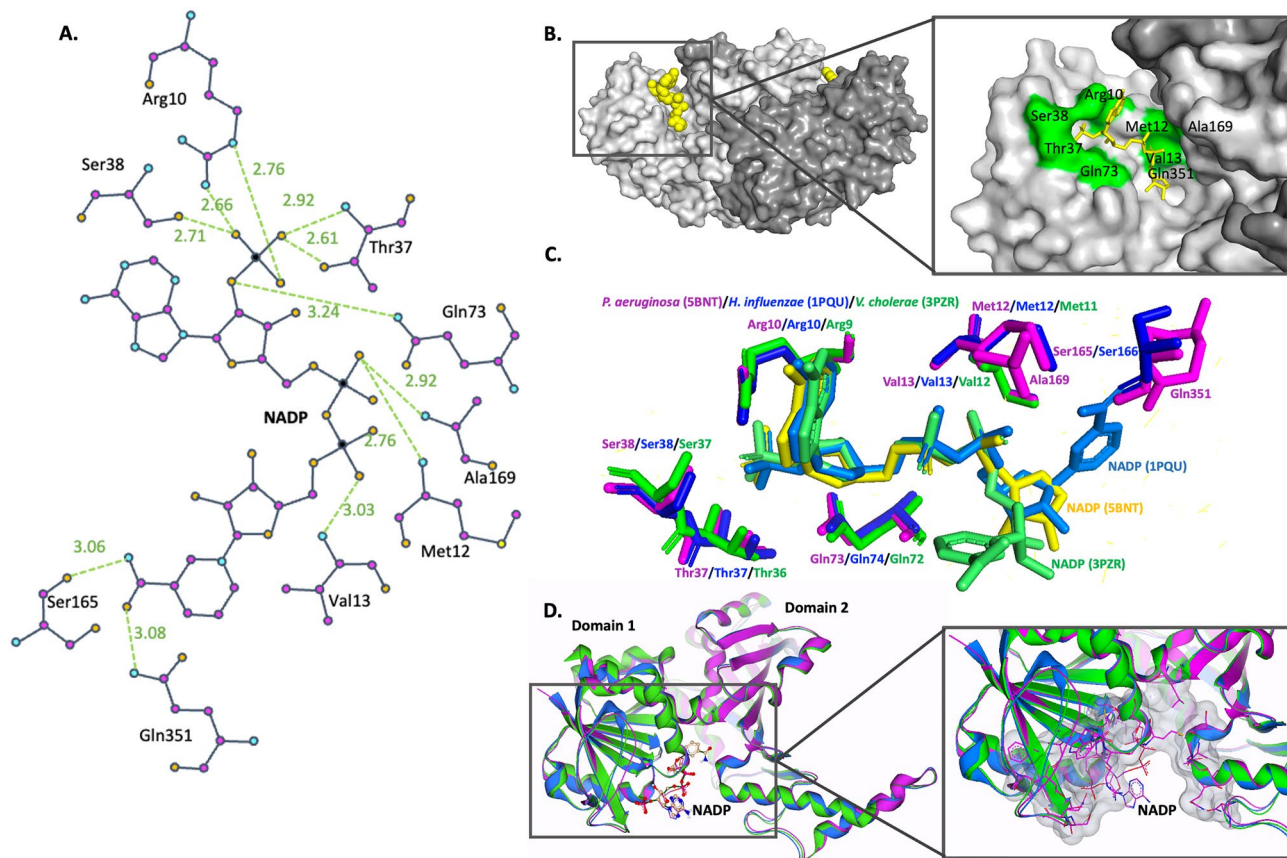 A.
Arg10
Ser38
2.76
2.66
2.92
2.71
2.61
Thr37
3.24
Gln73
2.92
NADP
2.76
Ala169
3.03
Met12
3.06
Ser165
Val13
3.08
Gln351
B.
Arg10
Ser38
Met12
Ala169
Thr37
Val13
Gln73
Gln351
C.
P. aeruginosa (5BNT)/H. influenzae (1PQU)/V. cholerae (3PZR)
Met12/Met12/Met11
Arg10/Arg10/Arg9
Ser165/Ser166
Val13/Val13/Val12
Ala169
Gln351
Ser38/Ser38/Ser37
NADP (1PQU)
NADP (5BNT)
Gln73/Gln74/Gln72
NADP (3PZR)
Thr37/Thr37/Thr36
D.
Domain 2
Domain 1
NADP
NADP